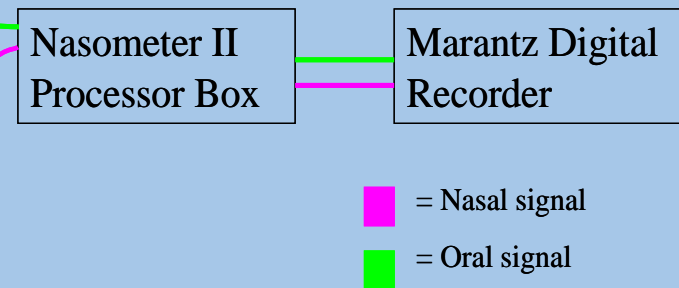 Nasometer II
Processor Box
Marantz Digital
Recorder
= Nasal signal
= Oral signal